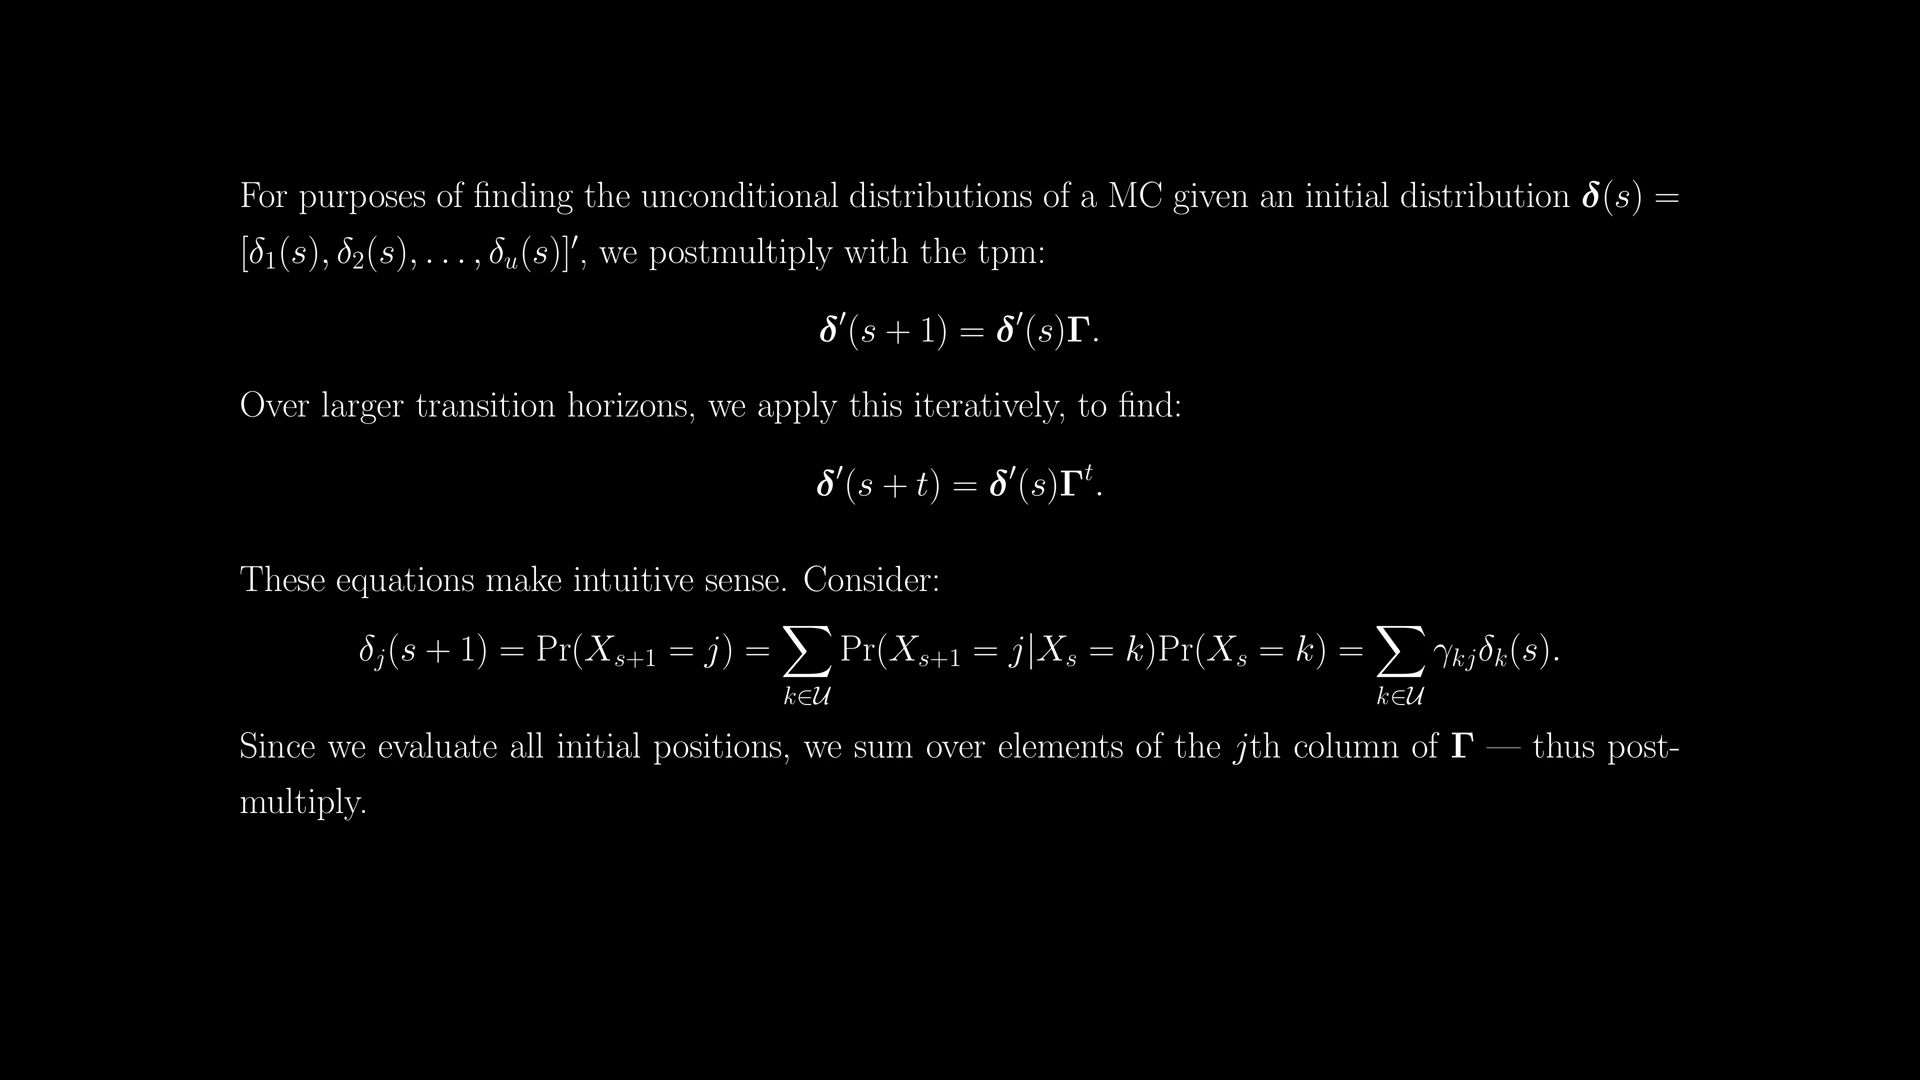 For purposes of finding the unconditional distributions of a MC given an initial distribution 𝜹(s) =
[δ₁(s), δ₂(s), . . . , δᵤ(s)]′, we postmultiply with the tpm:
𝜹′(s + 1) = 𝜹′(s)𝚪.
Over larger transition horizons, we apply this iteratively, to find:
𝜹′(s + t) = 𝜹′(s)𝚪ᵗ.
These equations make intuitive sense. Consider:
δⱼ(s + 1) = Pr(Xₛ₊₁ = j) = ∑_{k∈𝒰} Pr(Xₛ₊₁ = j|Xₛ = k)Pr(Xₛ = k) = ∑_{k∈𝒰} γₖⱼδₖ(s).
Since we evaluate all initial positions, we sum over elements of the jth column of 𝚪 — thus post-
multiply.